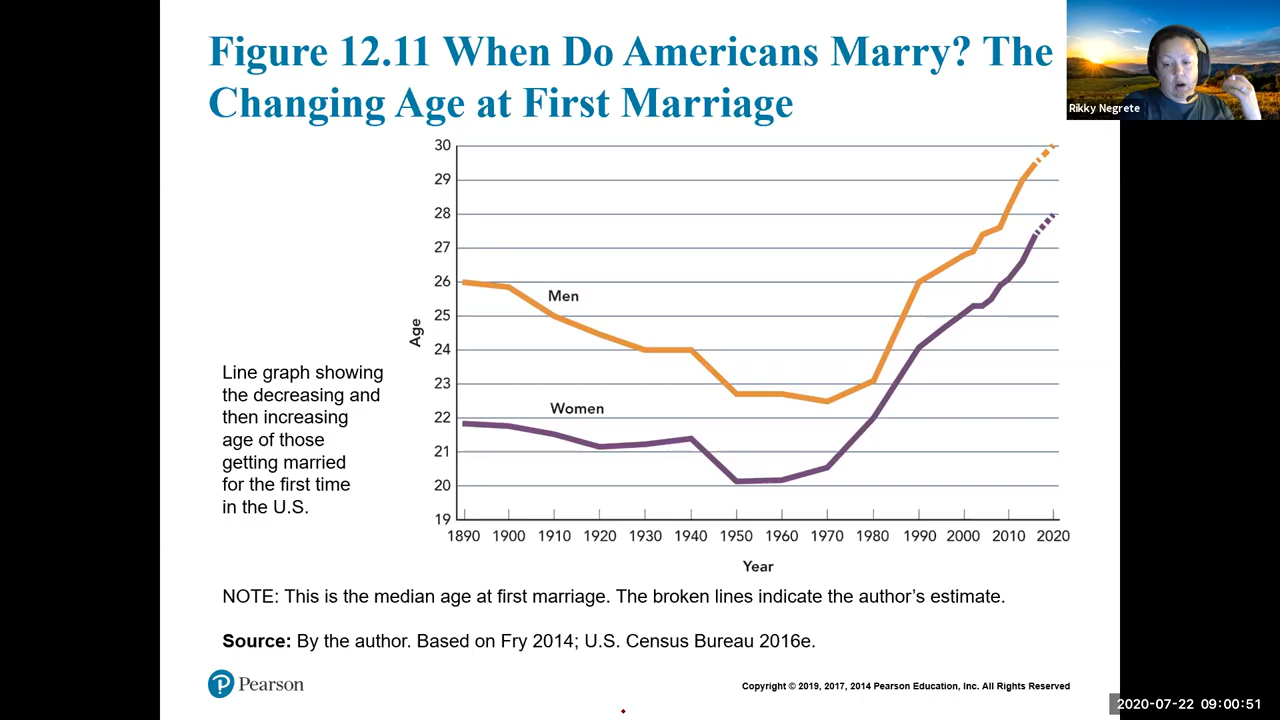 Figure 12.11 When Do Americans Marry? The
Changing Age at First Marriage
Rikky Negrete
30
29
28
27
26
25
24
23
22
21
20
19
Age
Men
Women
Line graph showing
the decreasing and
then increasing
age of those
getting married
for the first time
in the U.S.
1890 1900 1910 1920 1930 1940 1950 1960 1970 1980 1990 2000 2010 2020
Year
NOTE: This is the median age at first marriage. The broken lines indicate the author’s estimate.
Source: By the author. Based on Fry 2014; U.S. Census Bureau 2016e.
P Pearson
Copyright © 2019, 2017, 2014 Pearson Education, Inc. All Rights Reserved
2020-07-22 09:00:51